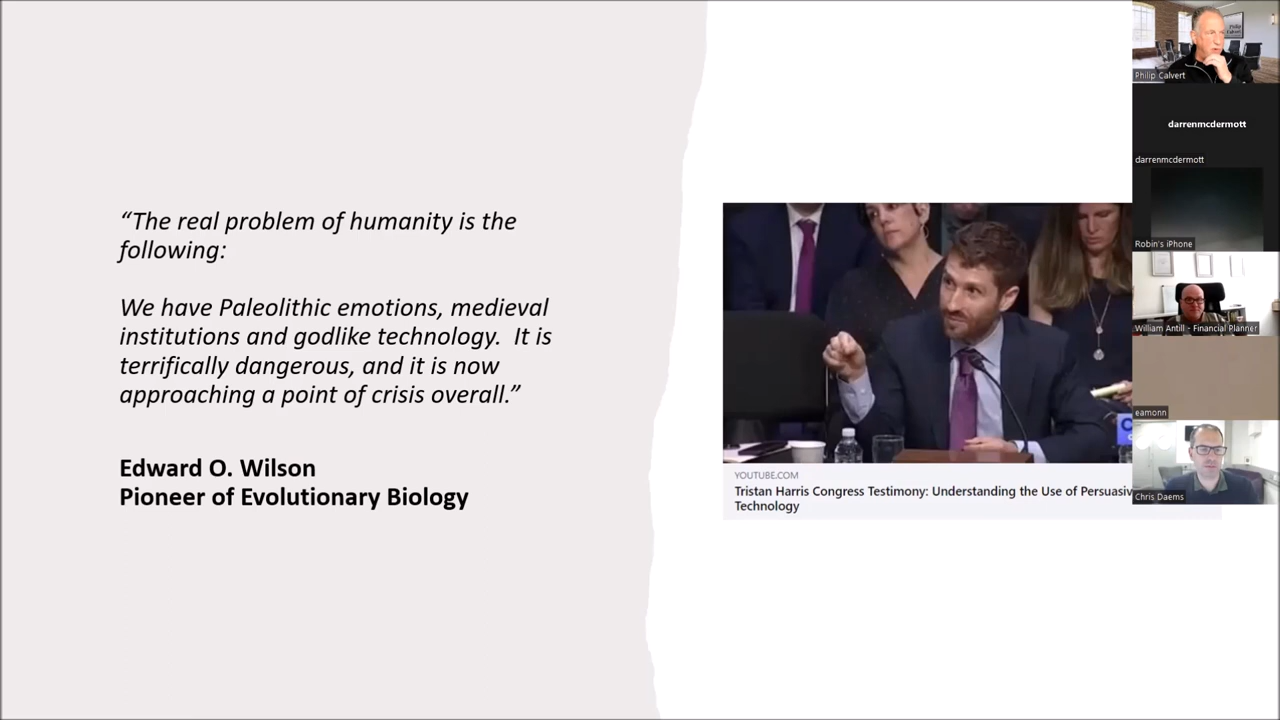 “The real problem of humanity is the
following:
We have Paleolithic emotions, medieval
institutions and godlike technology.  It is
terrifically dangerous, and it is now
approaching a point of crisis overall.”
Edward O. Wilson
Pioneer of Evolutionary Biology
YOUTUBE.COM
Tristan Harris Congress Testimony: Understanding the Use of Persuasiv
Technology
C
Philip Calvert
darrenmcdermott
darrenmcdermott
Robin's iPhone
William Antill - Financial Planner
eamonn
Chris Daems